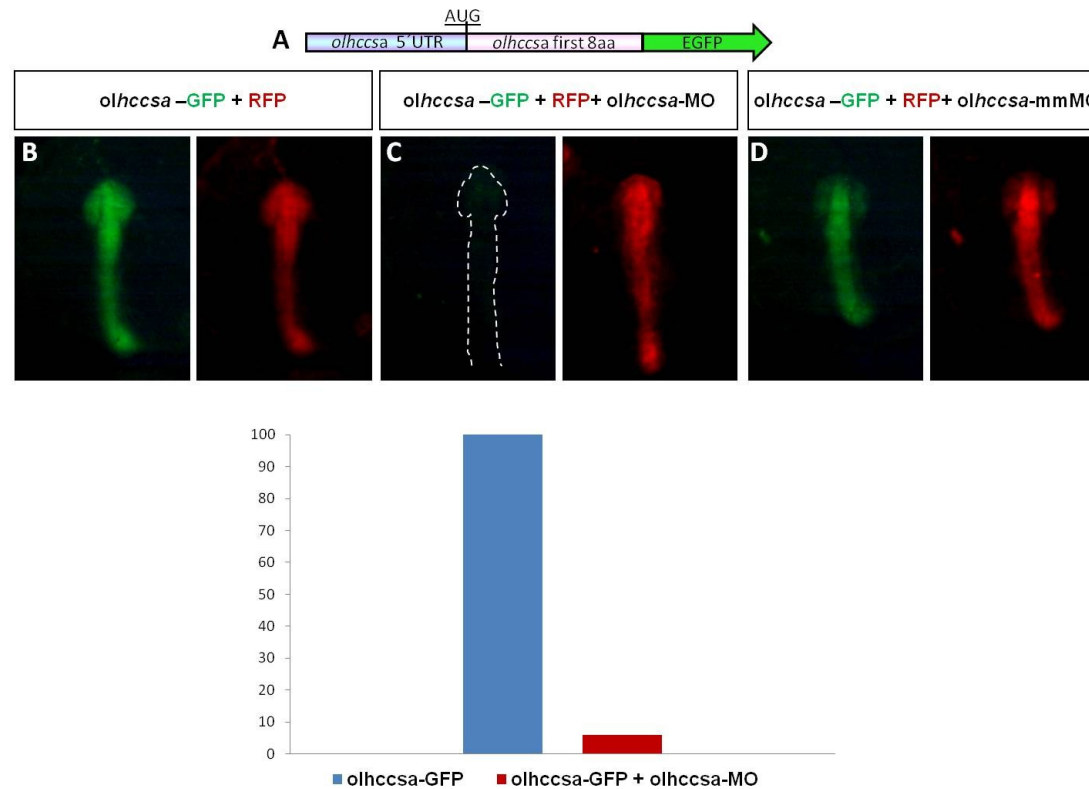 AUG
A olhccsa 5´UTR olhccsa first 8aa EGFP
olhccsa –GFP + RFP
olhccsa –GFP + RFP+ olhccsa-MO
olhccsa –GFP + RFP+ olhccsa-mmMO
B
C
D
100
90
80
70
60
50
40
30
20
10
0
olhccsa-GFP olhccsa-GFP + olhccsa-MO